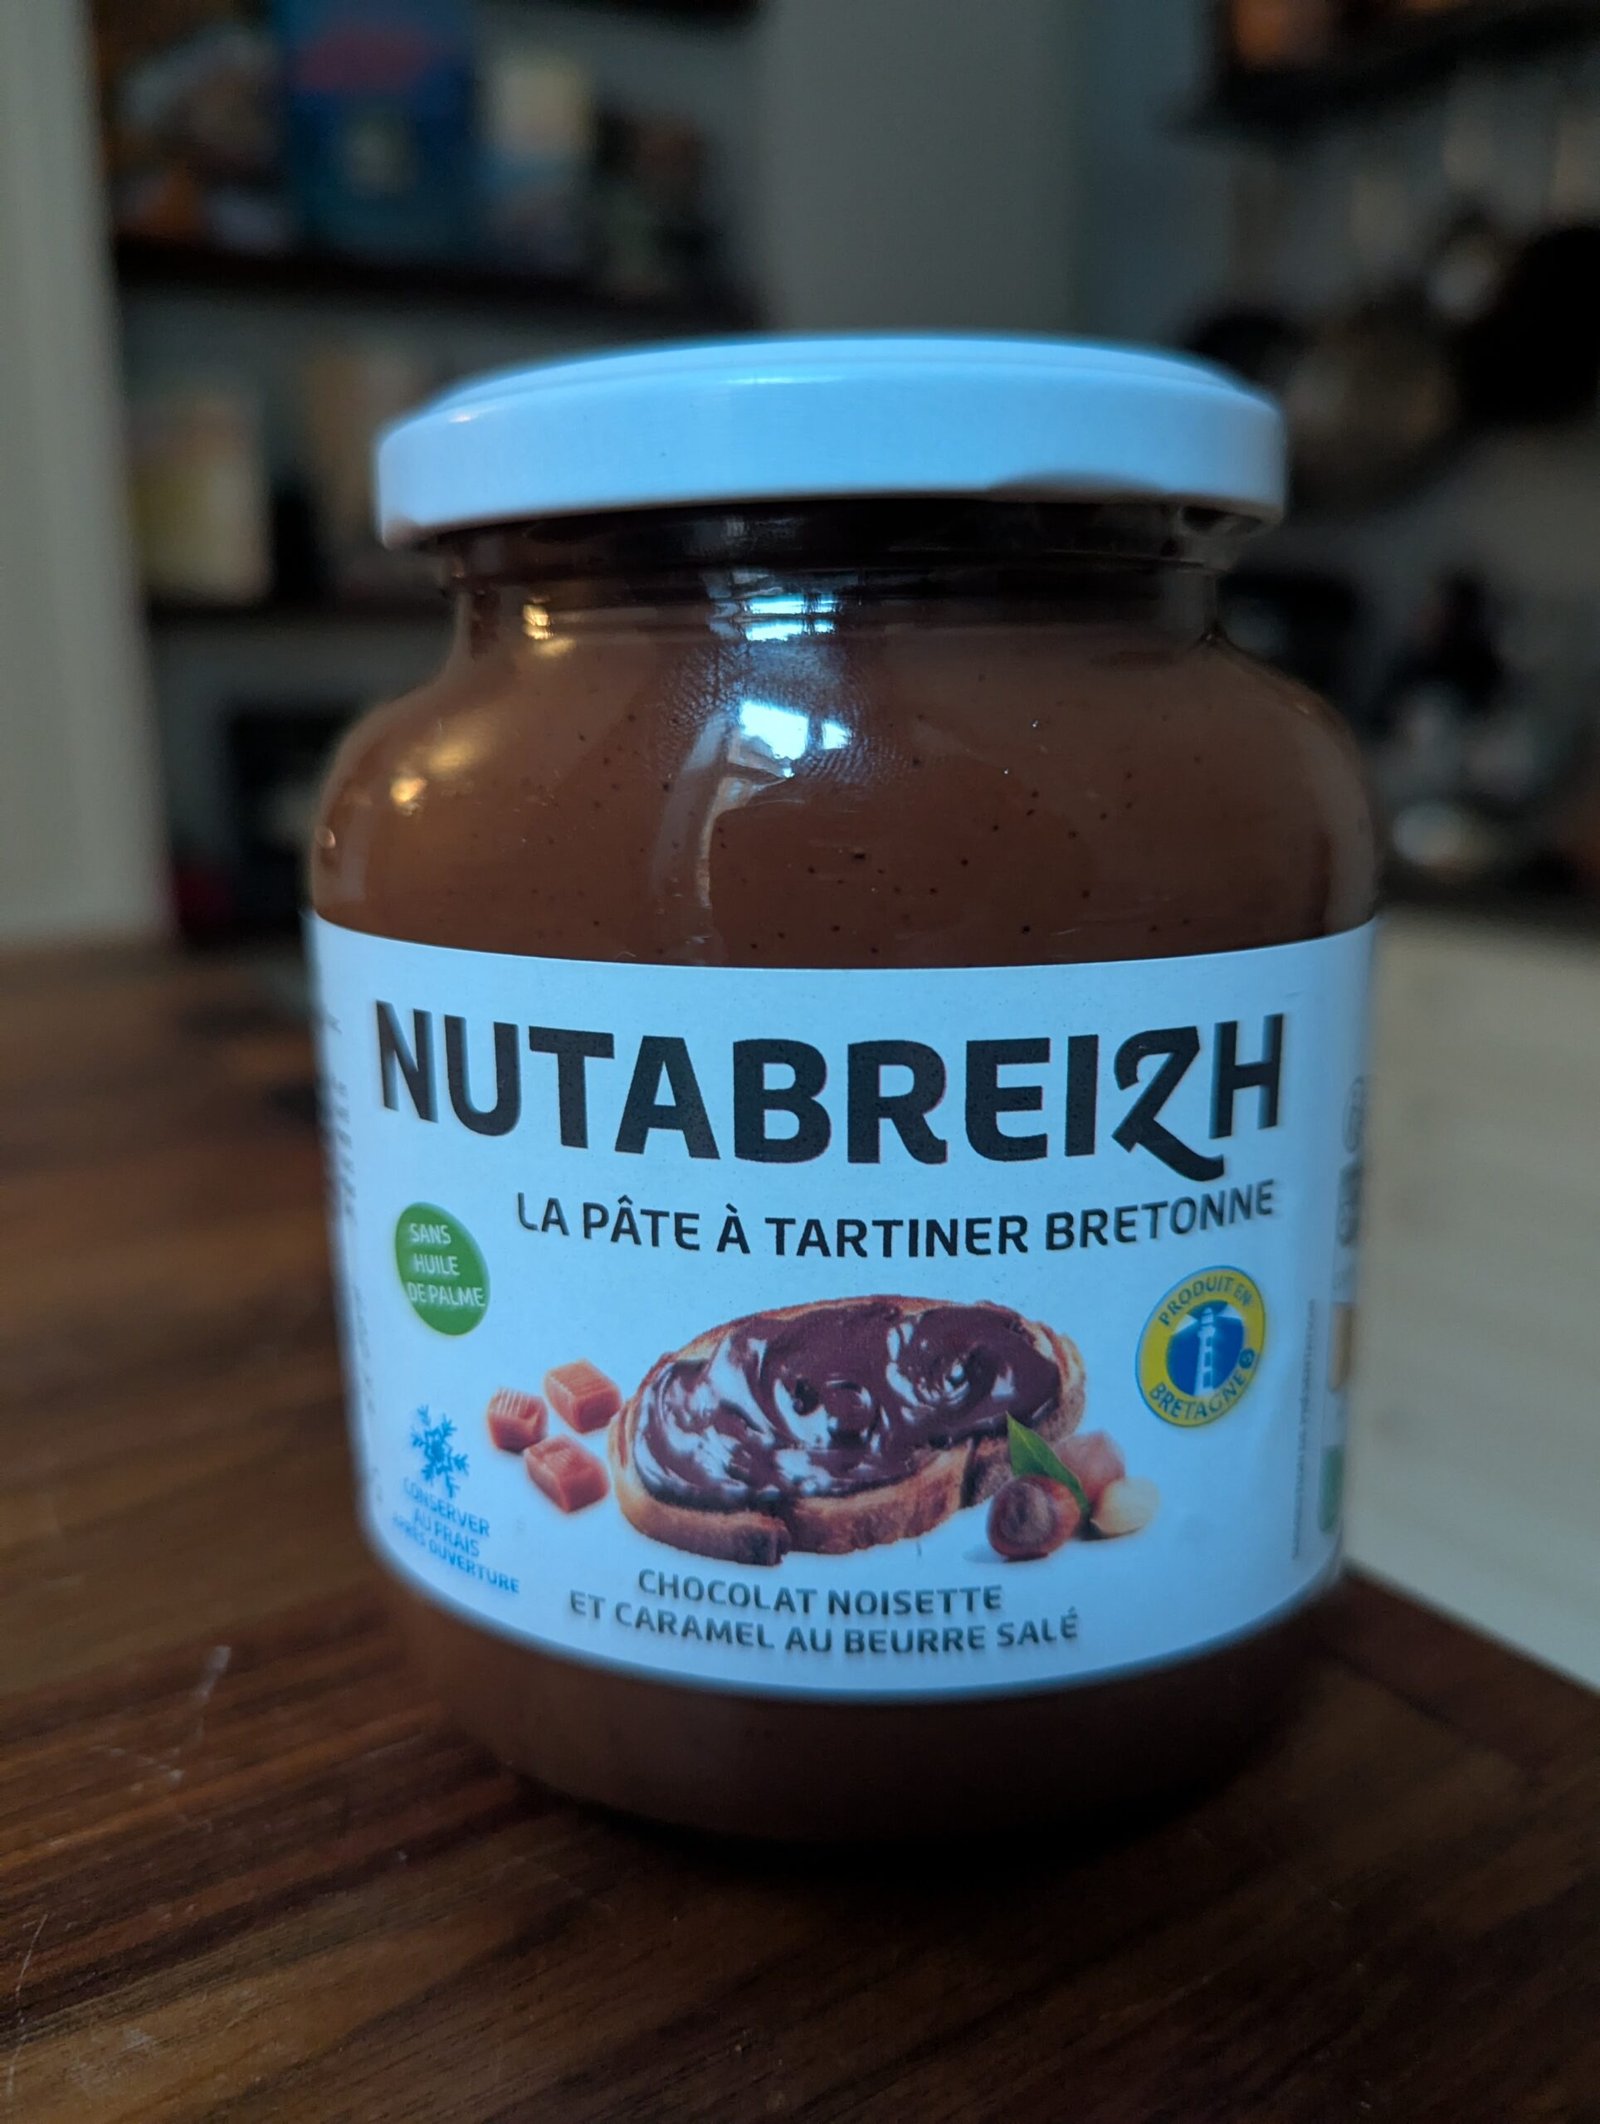 NUTABREIZH
LA PÂTE À TARTINER BRETONNE
SANS
HUILE
DE PALME
PRODUIT EN
BRETAGNE
CONSERVER
AU FRAIS
APRÈS OUVERTURE
CHOCOLAT NOISETTE
ET CARAMEL AU BEURRE SALÉ